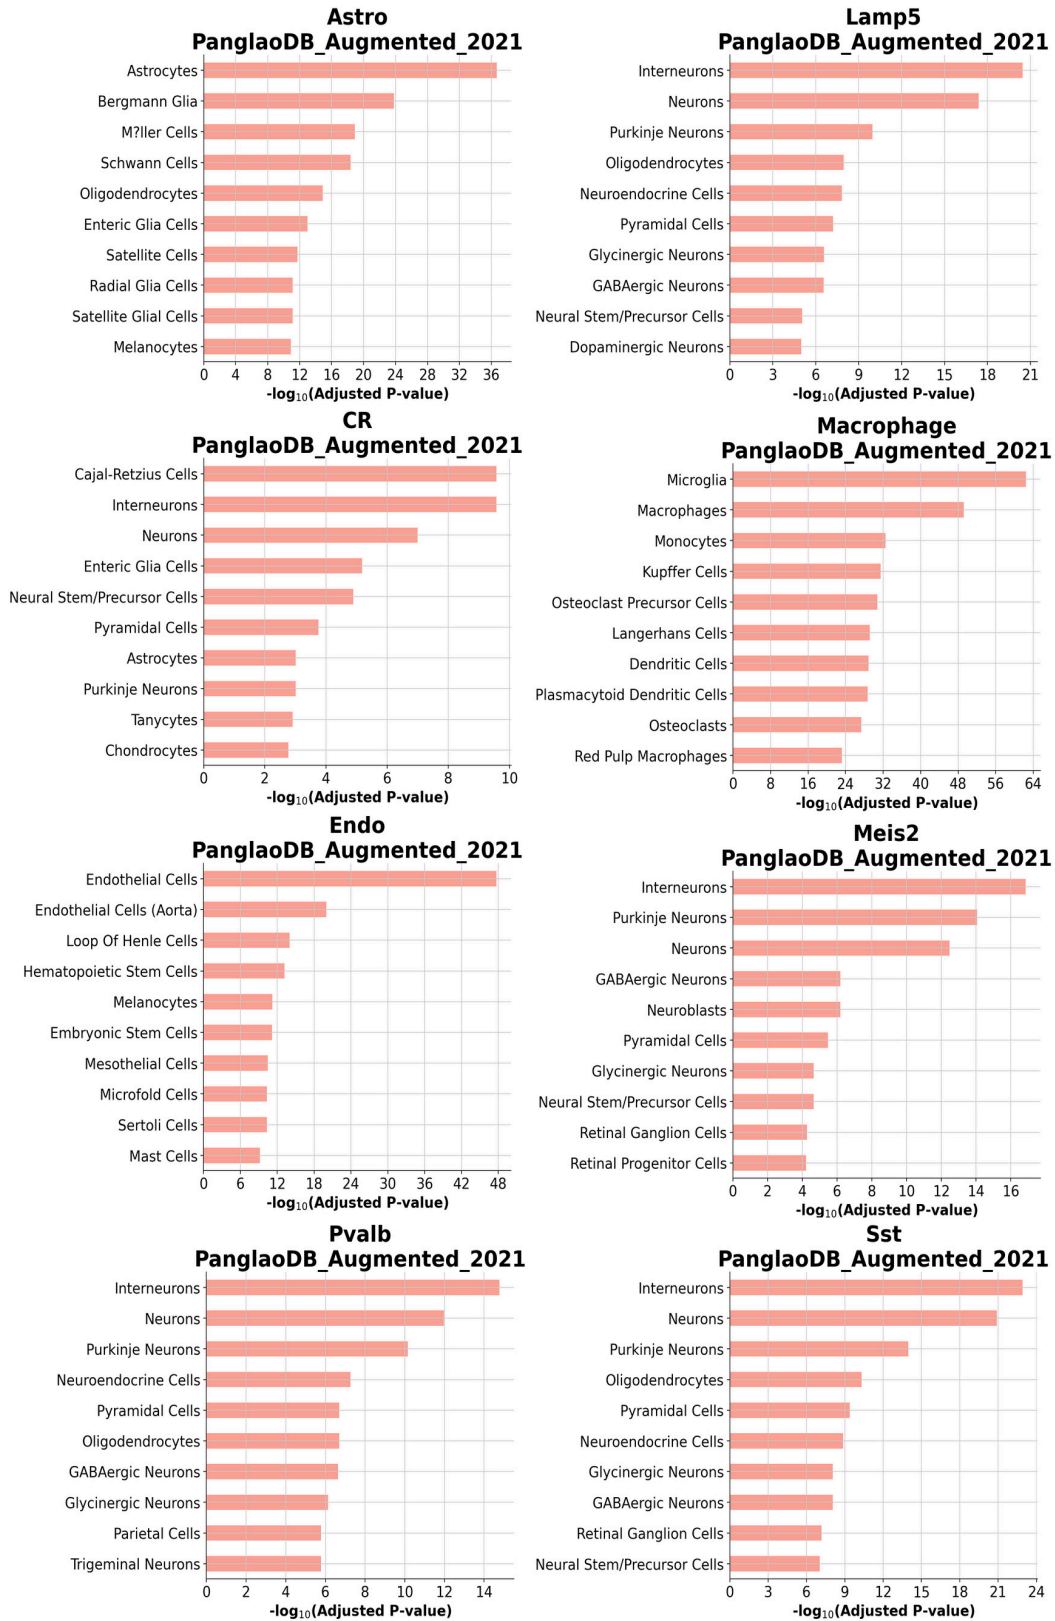 Astro
PanglaoDB_Augmented_2021
Astrocytes
Bergmann Glia
M?ller Cells
Schwann Cells
Oligodendrocytes
Enteric Glia Cells
Satellite Cells
Radial Glia Cells
Satellite Glial Cells
Melanocytes
0 4 8 12 16 20 24 28 32 36
-log10(Adjusted P-value)
Lamp5
PanglaoDB_Augmented_2021
Interneurons
Neurons
Purkinje Neurons
Oligodendrocytes
Neuroendocrine Cells
Pyramidal Cells
Glycinergic Neurons
GABAergic Neurons
Neural Stem/Precursor Cells
Dopaminergic Neurons
0 3 6 9 12 15 18 21
-log10(Adjusted P-value)
CR
PanglaoDB_Augmented_2021
Cajal-Retzius Cells
Interneurons
Neurons
Enteric Glia Cells
Neural Stem/Precursor Cells
Pyramidal Cells
Astrocytes
Purkinje Neurons
Tanycytes
Chondrocytes
0 2 4 6 8 10
-log10(Adjusted P-value)
Macrophage
PanglaoDB_Augmented_2021
Microglia
Macrophages
Monocytes
Kupffer Cells
Osteoclast Precursor Cells
Langerhans Cells
Dendritic Cells
Plasmacytoid Dendritic Cells
Osteoclasts
Red Pulp Macrophages
0 8 16 24 32 40 48 56 64
-log10(Adjusted P-value)
Endo
PanglaoDB_Augmented_2021
Endothelial Cells
Endothelial Cells (Aorta)
Loop Of Henle Cells
Hematopoietic Stem Cells
Melanocytes
Embryonic Stem Cells
Mesothelial Cells
Microfold Cells
Sertoli Cells
Mast Cells
0 6 12 18 24 30 36 42 48
-log10(Adjusted P-value)
Meis2
PanglaoDB_Augmented_2021
Interneurons
Purkinje Neurons
Neurons
GABAergic Neurons
Neuroblasts
Pyramidal Cells
Glycinergic Neurons
Neural Stem/Precursor Cells
Retinal Ganglion Cells
Retinal Progenitor Cells
0 2 4 6 8 10 12 14 16
-log10(Adjusted P-value)
Pvalb
PanglaoDB_Augmented_2021
Interneurons
Neurons
Purkinje Neurons
Neuroendocrine Cells
Pyramidal Cells
Oligodendrocytes
GABAergic Neurons
Glycinergic Neurons
Parietal Cells
Trigeminal Neurons
0 2 4 6 8 10 12 14
-log10(Adjusted P-value)
Sst
PanglaoDB_Augmented_2021
Interneurons
Neurons
Purkinje Neurons
Oligodendrocytes
Pyramidal Cells
Neuroendocrine Cells
Glycinergic Neurons
GABAergic Neurons
Retinal Ganglion Cells
Neural Stem/Precursor Cells
0 3 6 9 12 15 18 21 24
-log10(Adjusted P-value)